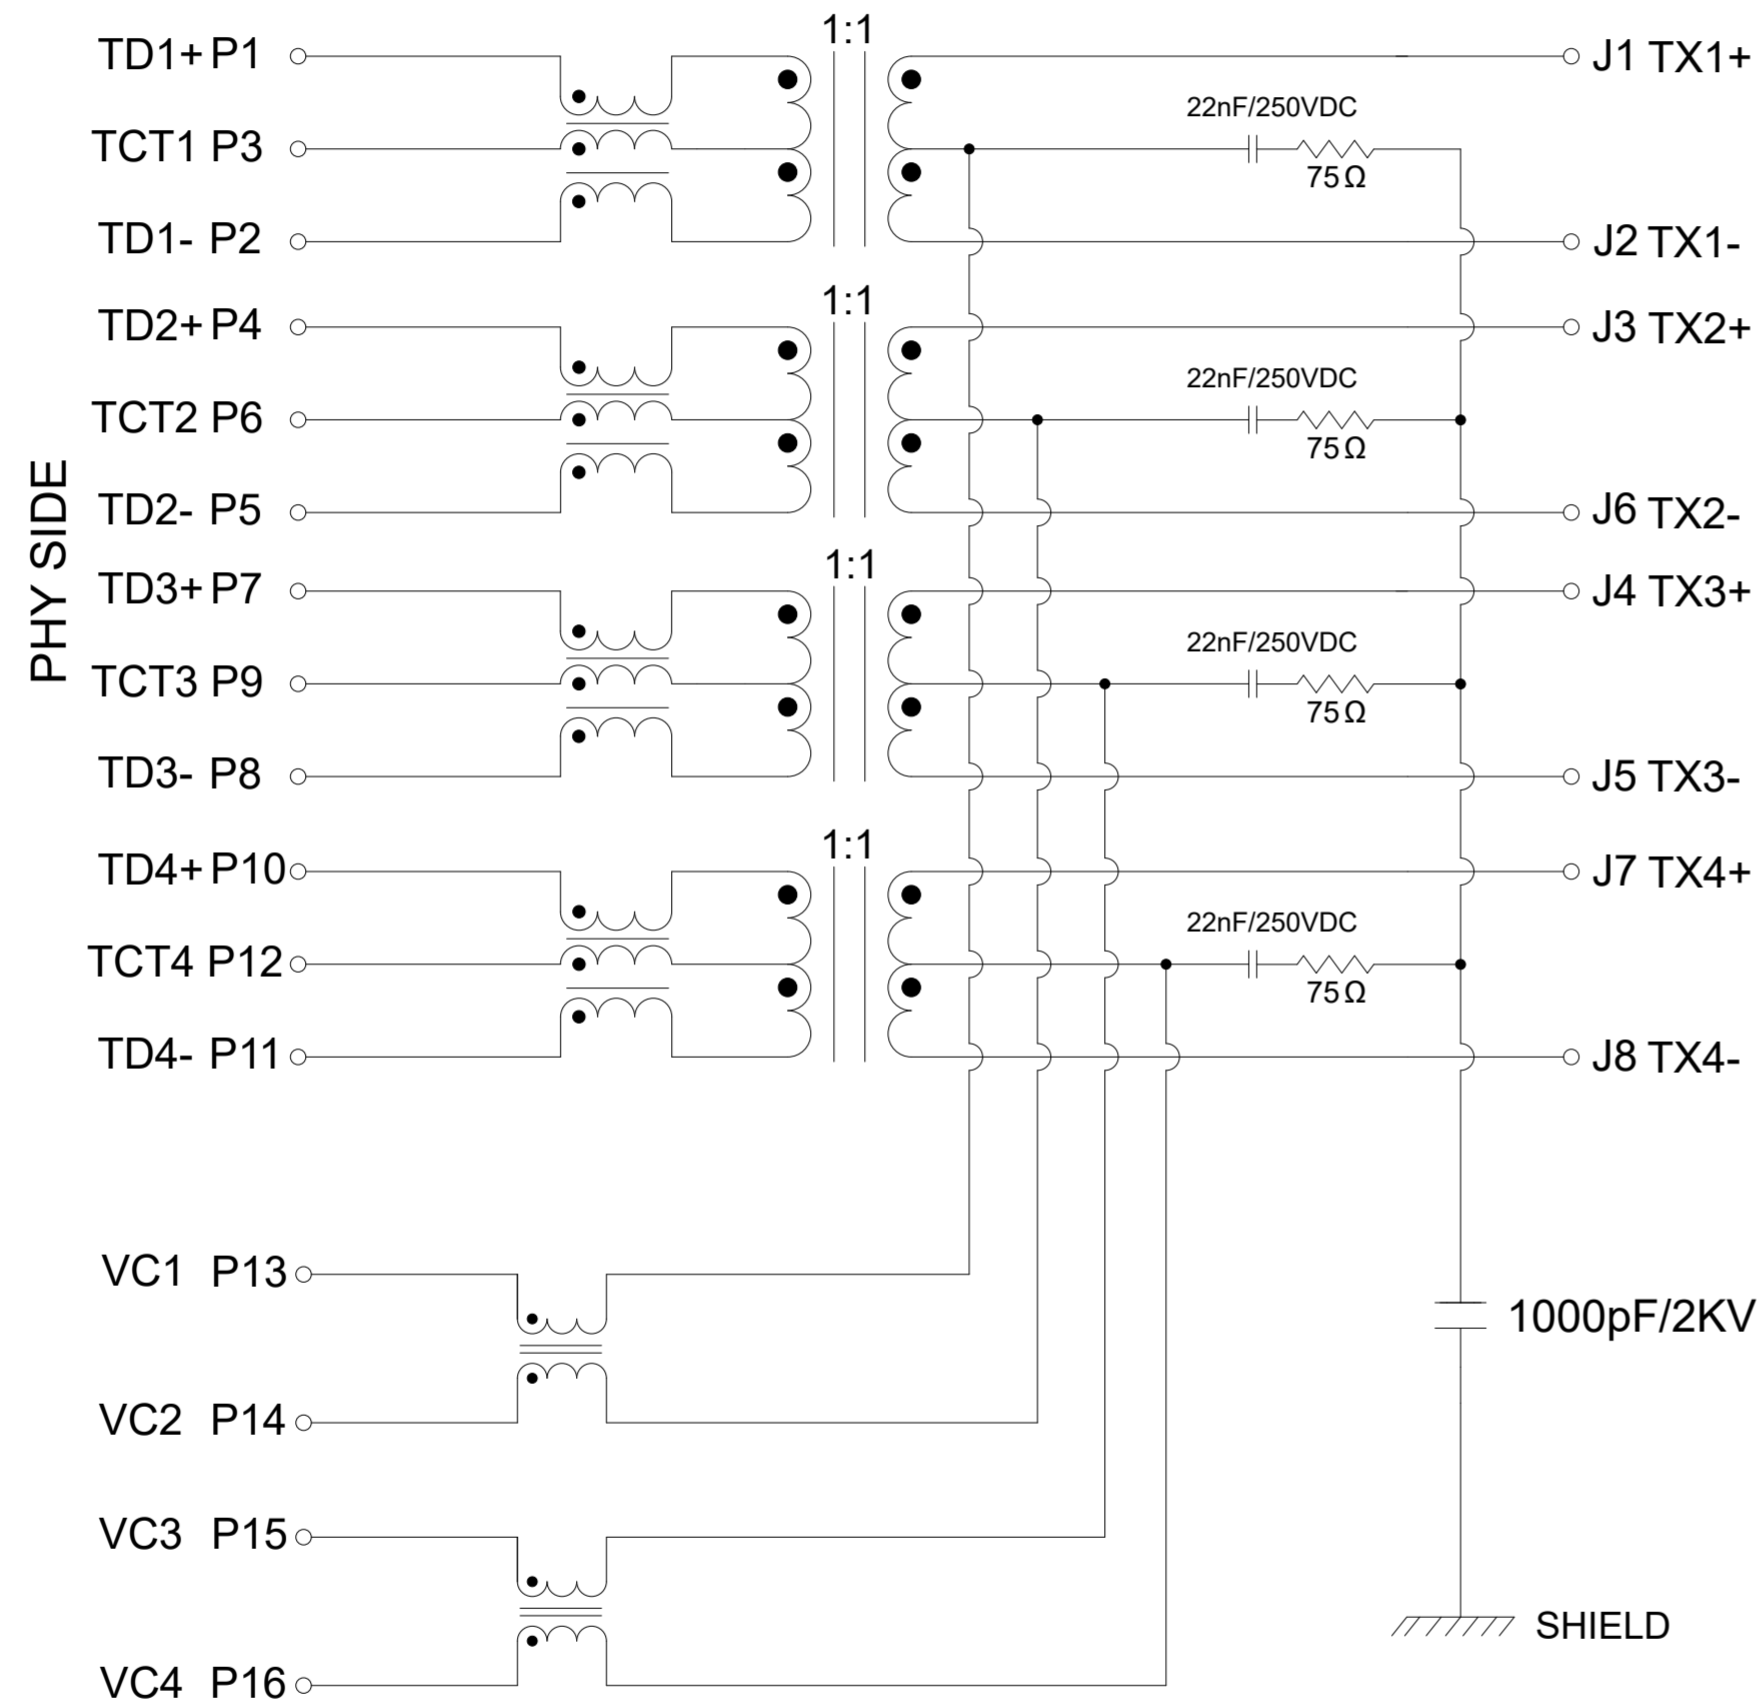 1:1
TD1+ P1
J1 TX1+
22nF/250VDC
TCT1 P3
75Ω
TD1- P2
J2 TX1-
1:1
TD2+ P4
J3 TX2+
22nF/250VDC
TCT2 P6
75Ω
PHY SIDE
TD2- P5
J6 TX2-
1:1
TD3+ P7
J4 TX3+
22nF/250VDC
TCT3 P9
75Ω
TD3- P8
J5 TX3-
1:1
TD4+ P10
J7 TX4+
22nF/250VDC
TCT4 P12
75Ω
TD4- P11
J8 TX4-
VC1 P13
1000pF/2KV
VC2 P14
VC3 P15
SHIELD
VC4 P16